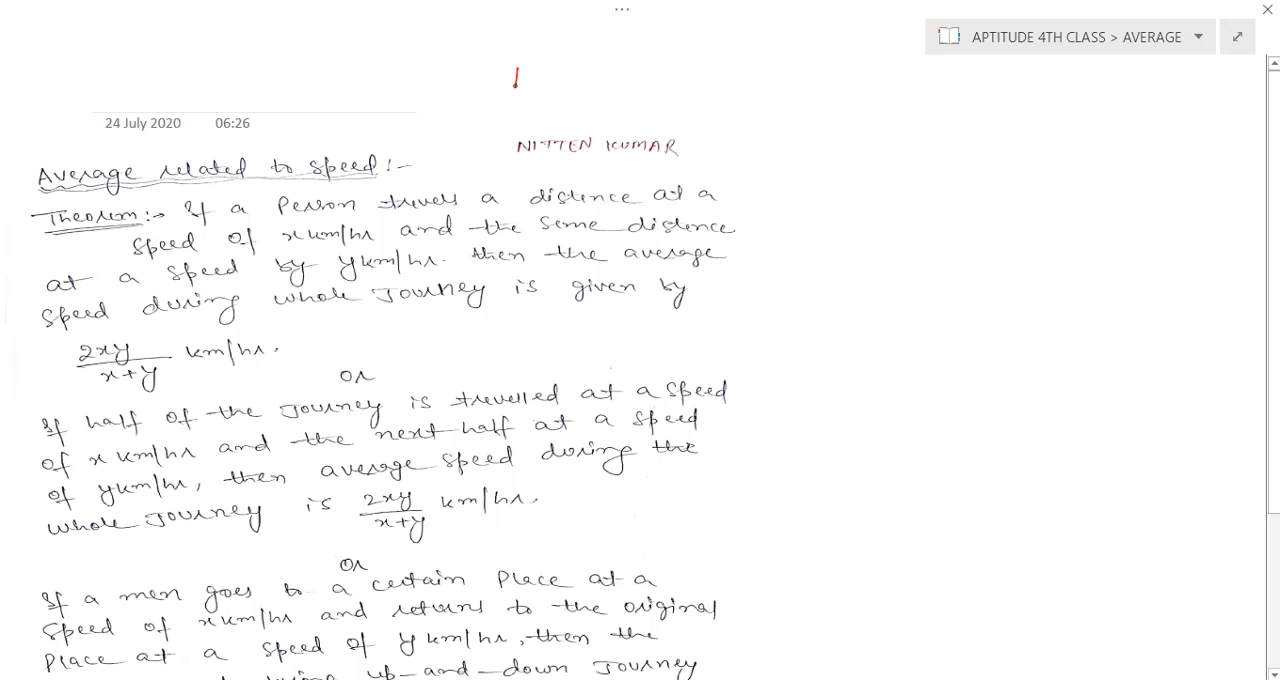 APTITUDE 4TH CLASS > AVERAGE
24 July 2020 06:26
NITTEN KUMAR
Average related to speed :-
Theorem :→ If a Person travels a distence at a
speed of x km/hr and the same distence
at a speed by y km/hr. then the average
speed during whole Journey is given by
2xy/x+y km/hr.
OR
If half of the Journey is travelled at a speed
of x km/hr and the next half at a speed
of y km/hr, then average speed during the
whole Journey is 2xy/x+y km/hr.
OR
If a men goes to a certain Place at a
speed of x km/hr and returns to the original
Place at a speed of y km/hr, then the
up-and-down Journey